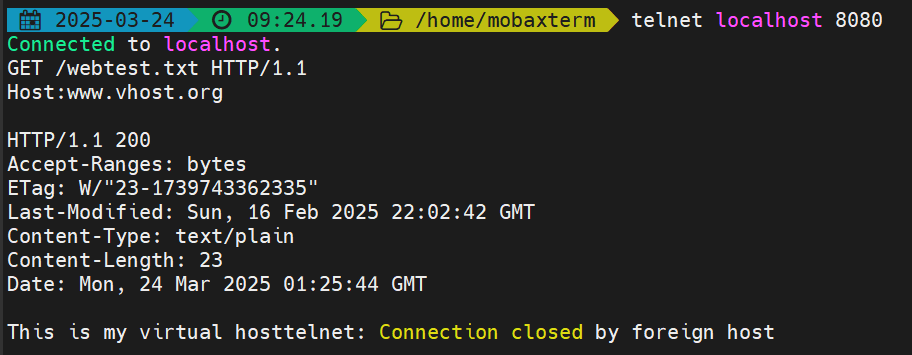 2025-03-24 09:24.19 /home/mobaxterm telnet localhost 8080
Connected to localhost.
GET /webtest.txt HTTP/1.1
Host:www.vhost.org
HTTP/1.1 200
Accept-Ranges: bytes
ETag: W/"23-1739743362335"
Last-Modified: Sun, 16 Feb 2025 22:02:42 GMT
Content-Type: text/plain
Content-Length: 23
Date: Mon, 24 Mar 2025 01:25:44 GMT
This is my virtual hosttelnet: Connection closed by foreign host